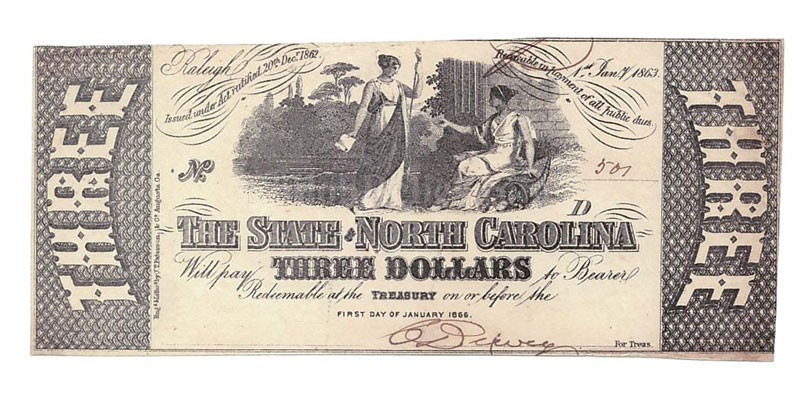 THREE
Raleigh
Issued under Act ratified 20th Decr. 1862.
Receivable in payment of all public dues.
1st Jany 1863.
No
501
D
THE STATE of NORTH CAROLINA
Will pay THREE DOLLARS to Bearer
Redeemable at the TREASURY on or before the
FIRST DAY OF JANUARY 1866.
For Treas.
THREE